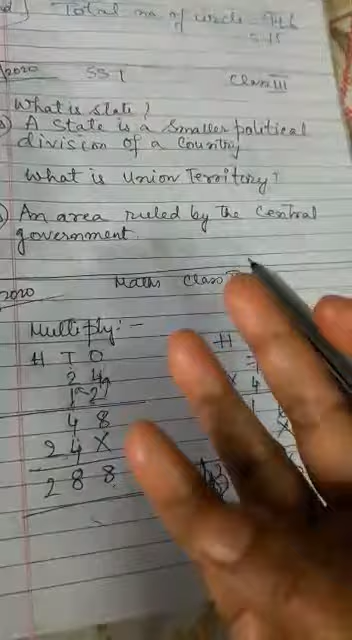 Total no of circle
2020 SS-1 Class III
What is state?
A state is a smaller political
division of a Country
What is Union Territory?
An area ruled by the central
government.
2020 Maths Class
Multiply:-
H T O H
2 4
1 2
4 8
2 4 X
2 8 8